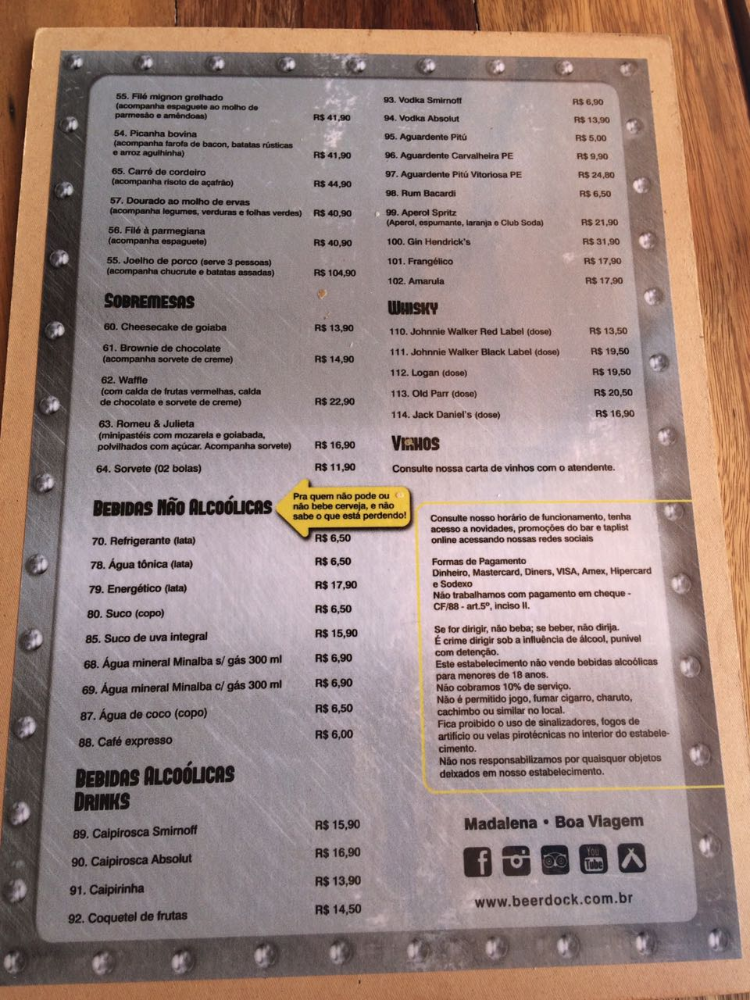 55. Filé mignon grelhado
(acompanha espaguete ao molho de
parmesão e amêndoas) R$ 41,90
54. Picanha bovina
(acompanha farofa de bacon, batatas rústicas
e arroz agulhinha) R$ 41,90
65. Carré de cordeiro
(acompanha risoto de açafrão) R$ 44,90
57. Dourado ao molho de ervas
(acompanha legumes, verduras e folhas verdes) R$ 40,90
56. Filé à parmegiana
(acompanha espaguete) R$ 40,90
55. Joelho de porco (serve 3 pessoas)
(acompanha chucrute e batatas assadas) R$ 104,90
SOBREMESAS
60. Cheesecake de goiaba R$ 13,90
61. Brownie de chocolate
(acompanha sorvete de creme) R$ 14,90
62. Waffle
(com calda de frutas vermelhas, calda
de chocolate e sorvete de creme) R$ 22,90
63. Romeu & Julieta
(minipastéis com mozarela e goiabada,
polvilhados com açúcar. Acompanha sorvete) R$ 16,90
64. Sorvete (02 bolas) R$ 11,90
BEBIDAS NÃO ALCOÓLICAS
Pra quem não pode ou
não bebe cerveja, e não
sabe o que está perdendo!
70. Refrigerante (lata) R$ 6,50
78. Água tônica (lata) R$ 6,50
79. Energético (lata) R$ 17,90
80. Suco (copo) R$ 6,50
85. Suco de uva integral R$ 15,90
68. Água mineral Minalba s/ gás 300 ml R$ 6,90
69. Água mineral Minalba c/ gás 300 ml R$ 6,90
87. Água de coco (copo) R$ 6,50
88. Café expresso R$ 6,00
BEBIDAS ALCOÓLICAS
DRINKS
89. Caipirosca Smirnoff R$ 15,90
90. Caipirosca Absolut R$ 16,90
91. Caipirinha R$ 13,90
92. Coquetel de frutas R$ 14,50
93. Vodka Smirnoff R$ 6,90
94. Vodka Absolut R$ 13,90
95. Aguardente Pitú R$ 5,00
96. Aguardente Carvalheira PE R$ 9,90
97. Aguardente Pitú Vitoriosa PE R$ 24,80
98. Rum Bacardi R$ 6,50
99. Aperol Spritz
(Aperol, espumante, laranja e Club Soda) R$ 21,90
100. Gin Hendrick's R$ 31,90
101. Frangélico R$ 17,90
102. Amarula R$ 17,90
WHISKY
110. Johnnie Walker Red Label (dose) R$ 13,50
111. Johnnie Walker Black Label (dose) R$ 19,50
112. Logan (dose) R$ 19,50
113. Old Parr (dose) R$ 20,50
114. Jack Daniel's (dose) R$ 16,90
VINHOS
Consulte nossa carta de vinhos com o atendente.
Consulte nosso horário de funcionamento, tenha
acesso a novidades, promoções do bar e taplist
online acessando nossas redes sociais
Formas de Pagamento
Dinheiro, Mastercard, Diners, VISA, Amex, Hipercard
e Sodexo
Não trabalhamos com pagamento em cheque -
CF/88 - art.5º, inciso II.
Se for dirigir, não beba; se beber, não dirija.
É crime dirigir sob a influência de álcool, punível
com detenção.
Este estabelecimento não vende bebidas alcoólicas
para menores de 18 anos.
Não cobramos 10% de serviço.
Não é permitido jogo, fumar cigarro, charuto,
cachimbo ou similar no local.
Fica proibido o uso de sinalizadores, fogos de
artifício ou velas pirotécnicas no interior do estabele-
cimento.
Não nos responsabilizamos por quaisquer objetos
deixados em nosso estabelecimento.
Madalena • Boa Viagem
You
Tube
www.beerdock.com.br